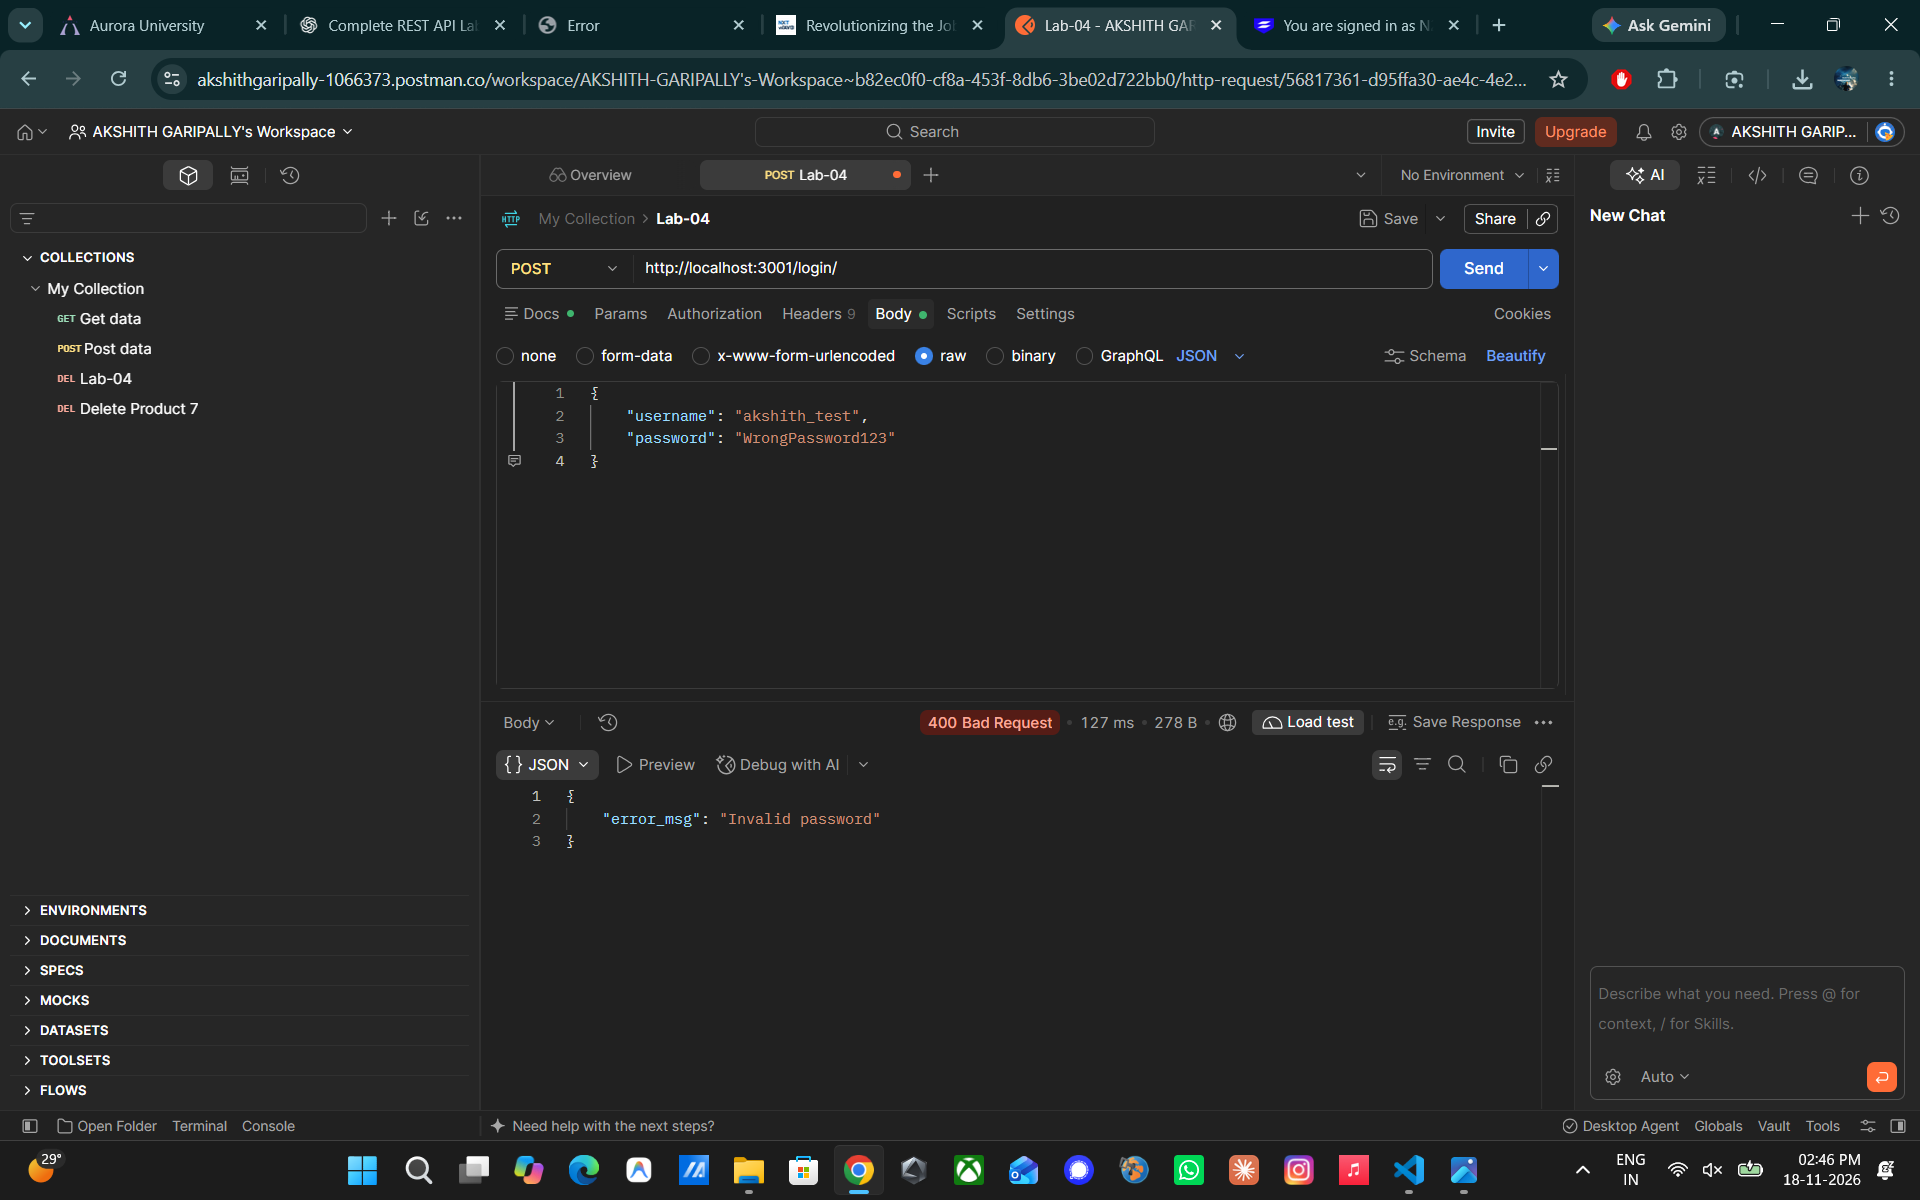 Aurora University
Complete REST API La
Error
Revolutionizing the Jo
Lab-04 - AKSHITH GAR
You are signed in as N
Ask Gemini
akshithgaripally-1066373.postman.co/workspace/AKSHITH-GARIPALLY's-Workspace~b82ec0f0-cf8a-453f-8db6-3be02d722bb0/http-request/56817361-d95ffa30-ae4c-4e2...
AKSHITH GARIPALLY's Workspace
Search
Invite
Upgrade
AKSHITH GARIP...
Overview
POST Lab-04
No Environment
AI
My Collection > Lab-04
Save
Share
New Chat
COLLECTIONS
My Collection
GET Get data
POST Post data
DEL Lab-04
DEL Delete Product 7
HTTP
POST
http://localhost:3001/login/
Send
Docs
Params
Authorization
Headers 9
Body
Scripts
Settings
Cookies
none
form-data
x-www-form-urlencoded
raw
binary
GraphQL
JSON
Schema
Beautify
1 {
2 "username": "akshith_test",
3 "password": "WrongPassword123"
4 }
Body
400 Bad Request • 127 ms • 278 B
Load test
e.g. Save Response
{} JSON
Preview
Debug with AI
1 {
2 "error_msg": "Invalid password"
3 }
ENVIRONMENTS
DOCUMENTS
SPECS
MOCKS
DATASETS
TOOLSETS
FLOWS
Describe what you need. Press @ for
context, / for Skills.
Auto
Open Folder
Terminal
Console
Need help with the next steps?
Desktop Agent
Globals
Vault
Tools
29°
ENG
IN
02:46 PM
18-11-2026